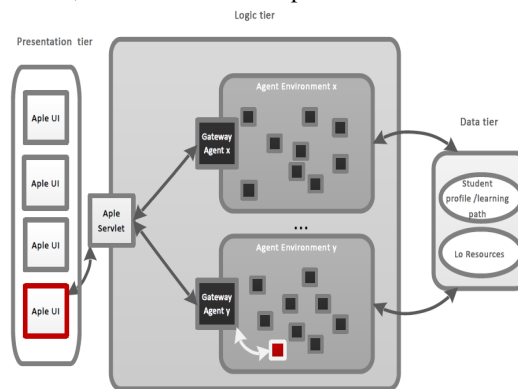 Logic tier
Presentation tier
Aple UI
Aple UI
Aple UI
Aple UI
Aple
Servlet
Gateway
Agent x
Agent Environment x
...
Agent Environment y
Gateway
Agent y
Data tier
Student
profile /learning
path
Lo Resources